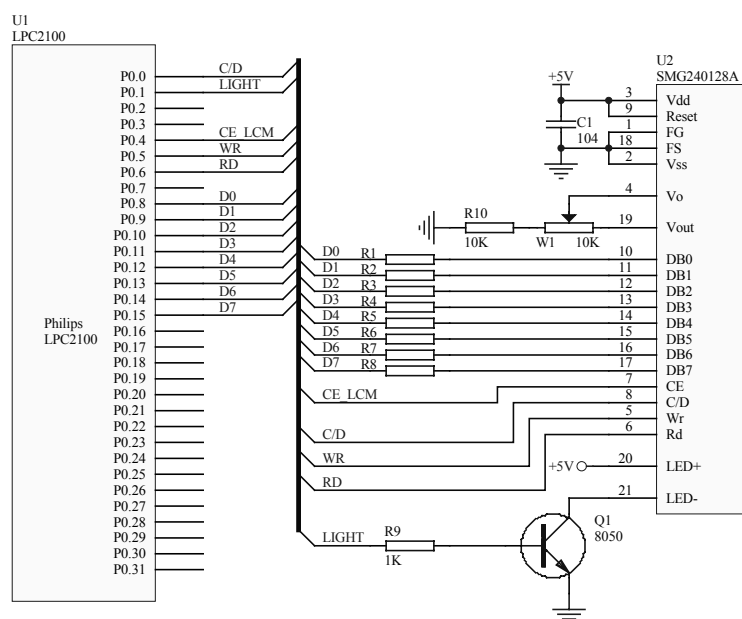 U1
LPC2100
Philips
LPC2100
P0.0 C/D
P0.1 LIGHT
P0.2
P0.3
P0.4 CE_LCM
P0.5 WR
P0.6 RD
P0.7
P0.8 D0
P0.9 D1
P0.10 D2
P0.11 D3
P0.12 D4
P0.13 D5
P0.14 D6
P0.15 D7
P0.16
P0.17
P0.18
P0.19
P0.20
P0.21
P0.22
P0.23
P0.24
P0.25
P0.26
P0.27
P0.28
P0.29
P0.30
P0.31
U2
SMG240128A
+5V
C1
104
3 Vdd
9 Reset
1 FG
18 FS
2 Vss
4 Vo
R10
10K
W1 10K
19 Vout
D0 R1 10 DB0
D1 R2 11 DB1
D2 R3 12 DB2
D3 R4 13 DB3
D4 R5 14 DB4
D5 R6 15 DB5
D6 R7 16 DB6
D7 R8 17 DB7
CE_LCM 7 CE
C/D 8 C/D
WR 5 Wr
RD 6 Rd
+5V 20 LED+
21 LED-
LIGHT R9
1K
Q1
8050